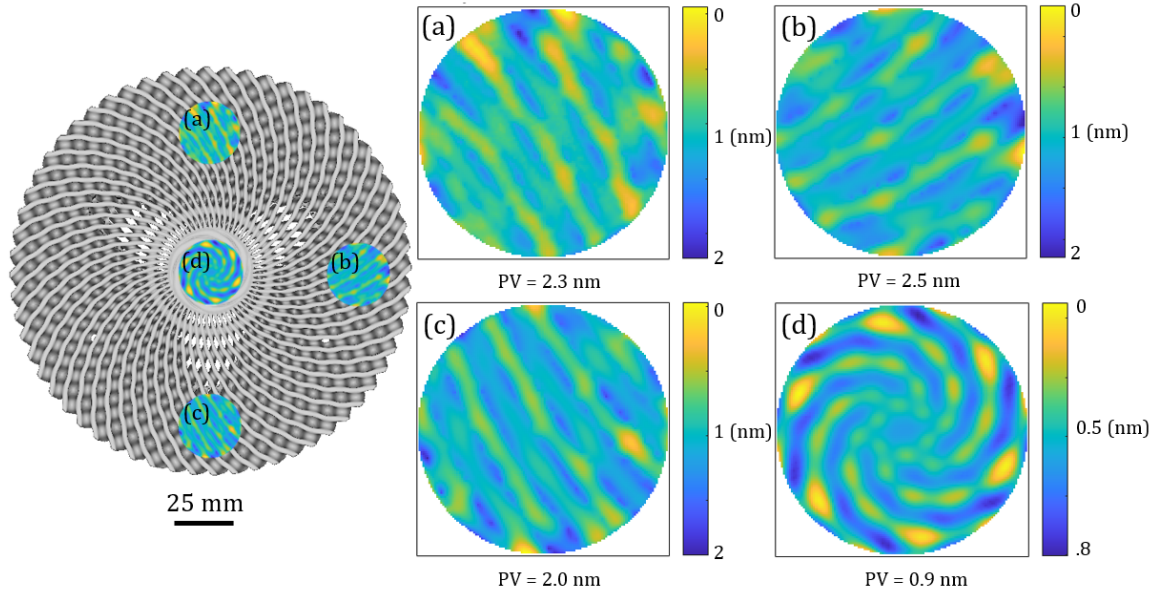 (a)
(b)
(c)
(d)
25 mm
(a)
0
1 (nm)
2
PV = 2.3 nm
(b)
0
1 (nm)
2
PV = 2.5 nm
(c)
0
1 (nm)
2
PV = 2.0 nm
(d)
0
0.5 (nm)
.8
PV = 0.9 nm